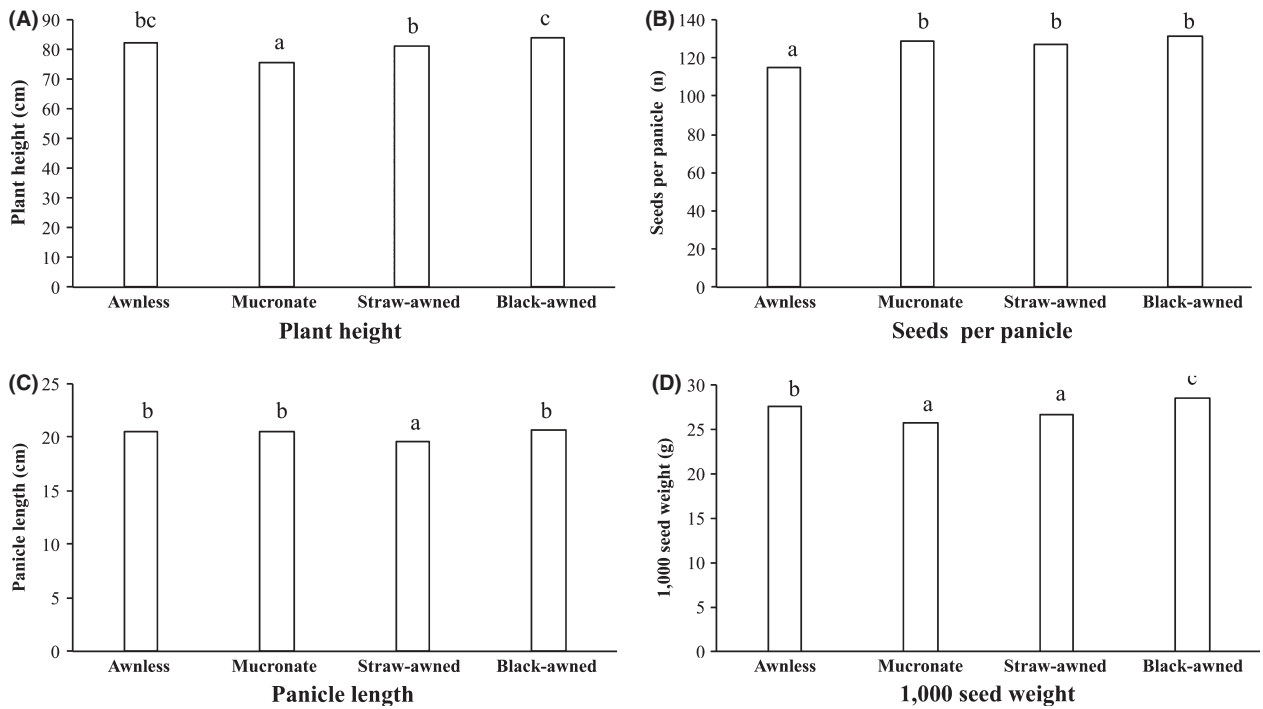 (A)
Plant height (cm)
90
80
70
60
50
40
30
20
10
0
bc
a
b
c
Awnless Mucronate Straw-awned Black-awned
Plant height
(B)
Seeds per panicle (n)
140
120
100
80
60
40
20
0
a
b
b
b
Awnless Mucronate Straw-awned Black-awned
Seeds per panicle
(C)
Panicle length (cm)
25
20
15
10
5
0
b
b
a
b
Awnless Mucronate Straw-awned Black-awned
Panicle length
(D)
1,000 seed weight (g)
30
25
20
15
10
5
0
b
a
a
c
Awnless Mucronate Straw-awned Black-awned
1,000 seed weight